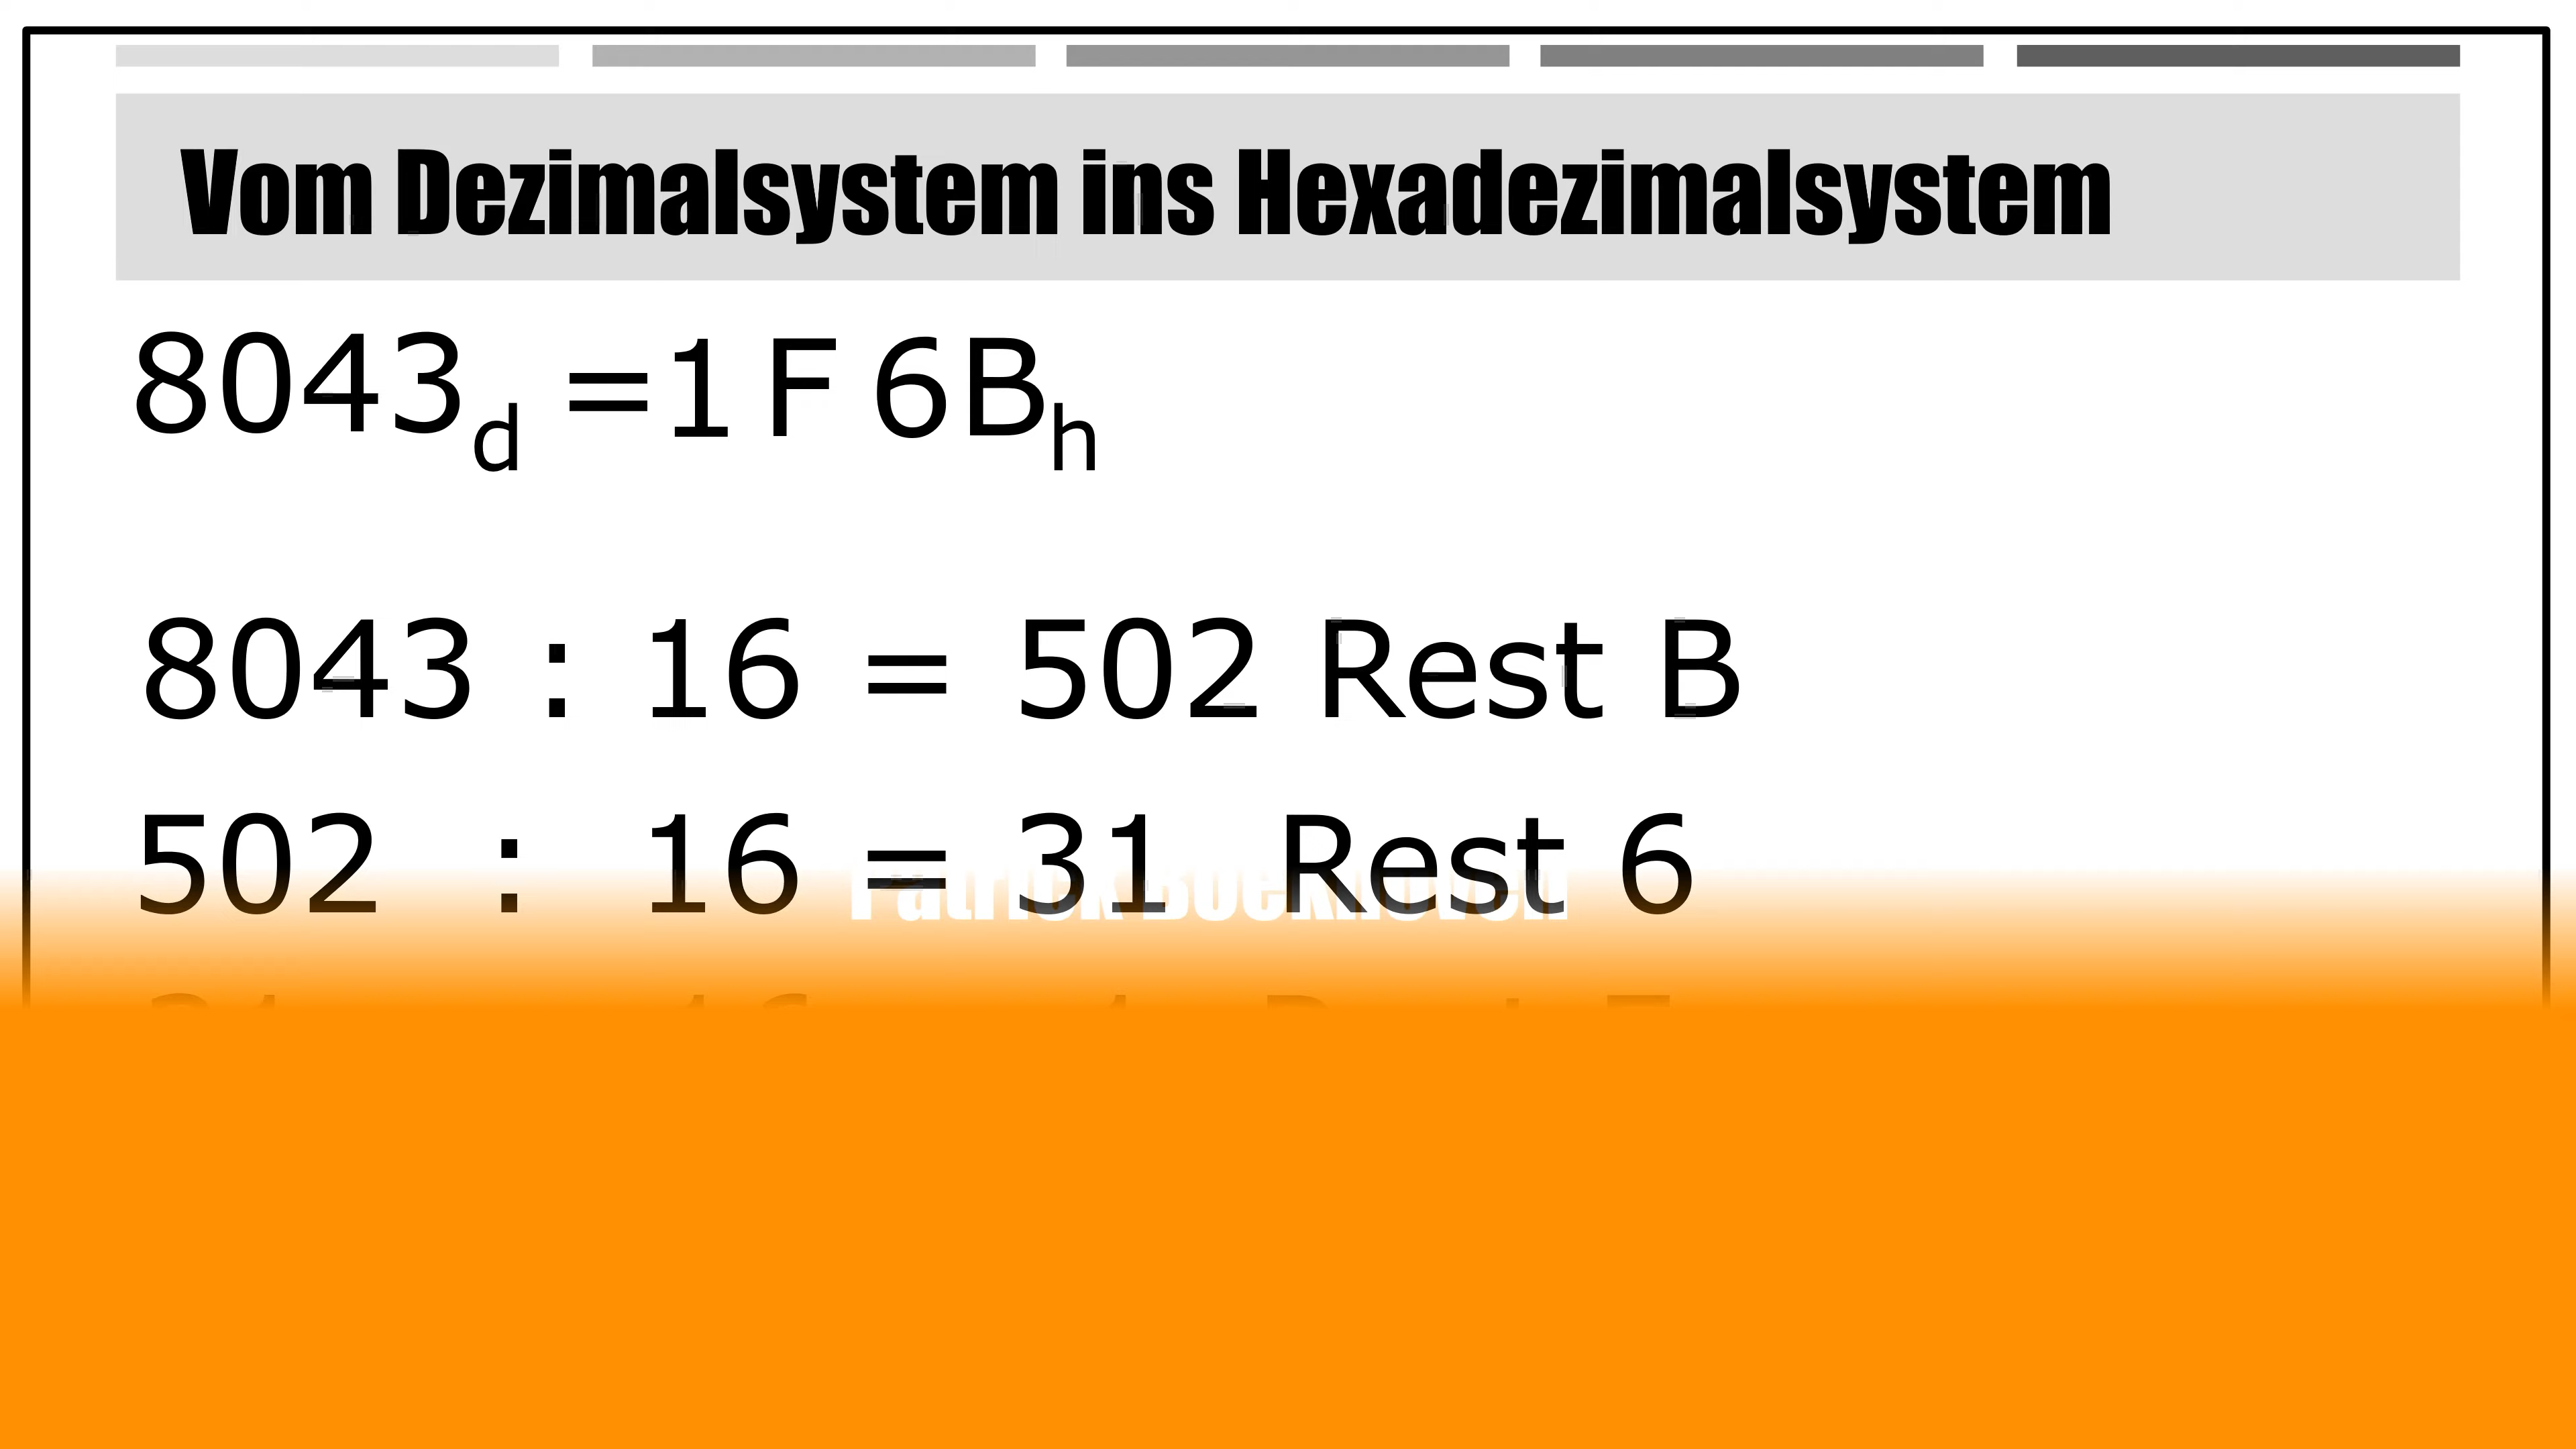 Vom Dezimalsystem ins Hexadezimalsystem
8043d =1F6Bh
8043 : 16 = 502 Rest B
502 : 16 = 31 Rest 6